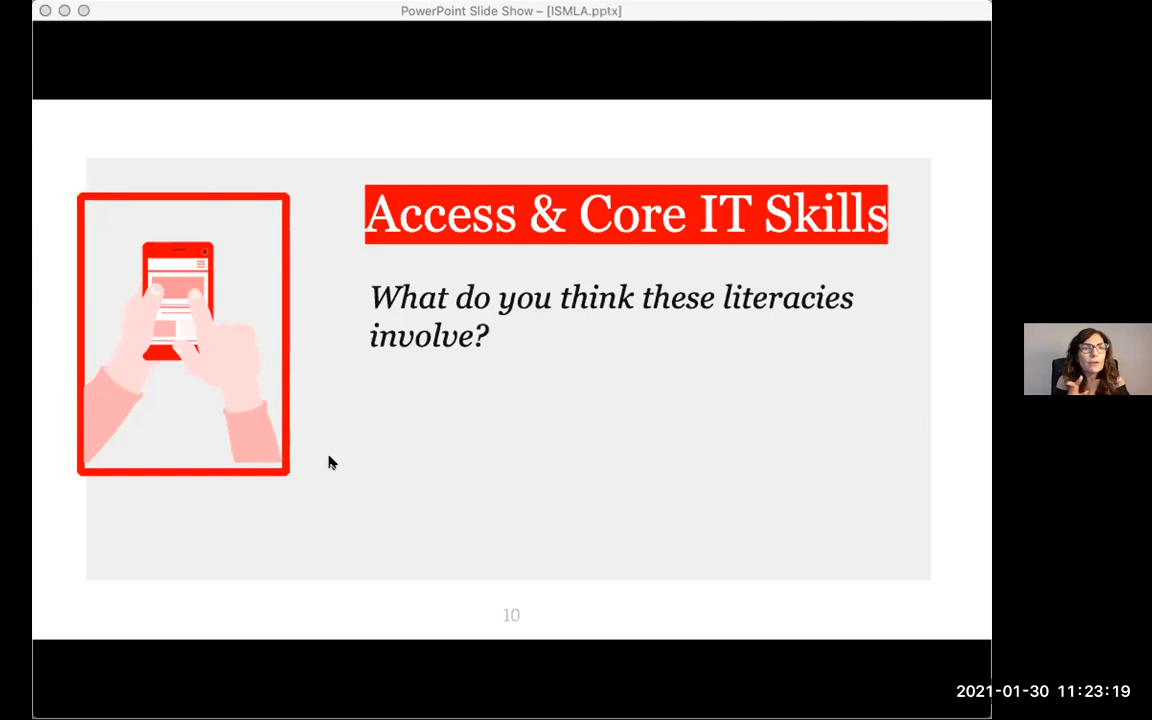 PowerPoint Slide Show – [ISMLA.pptx]
Access & Core IT Skills
What do you think these literacies
involve?
10
2021-01-30 11:23:19